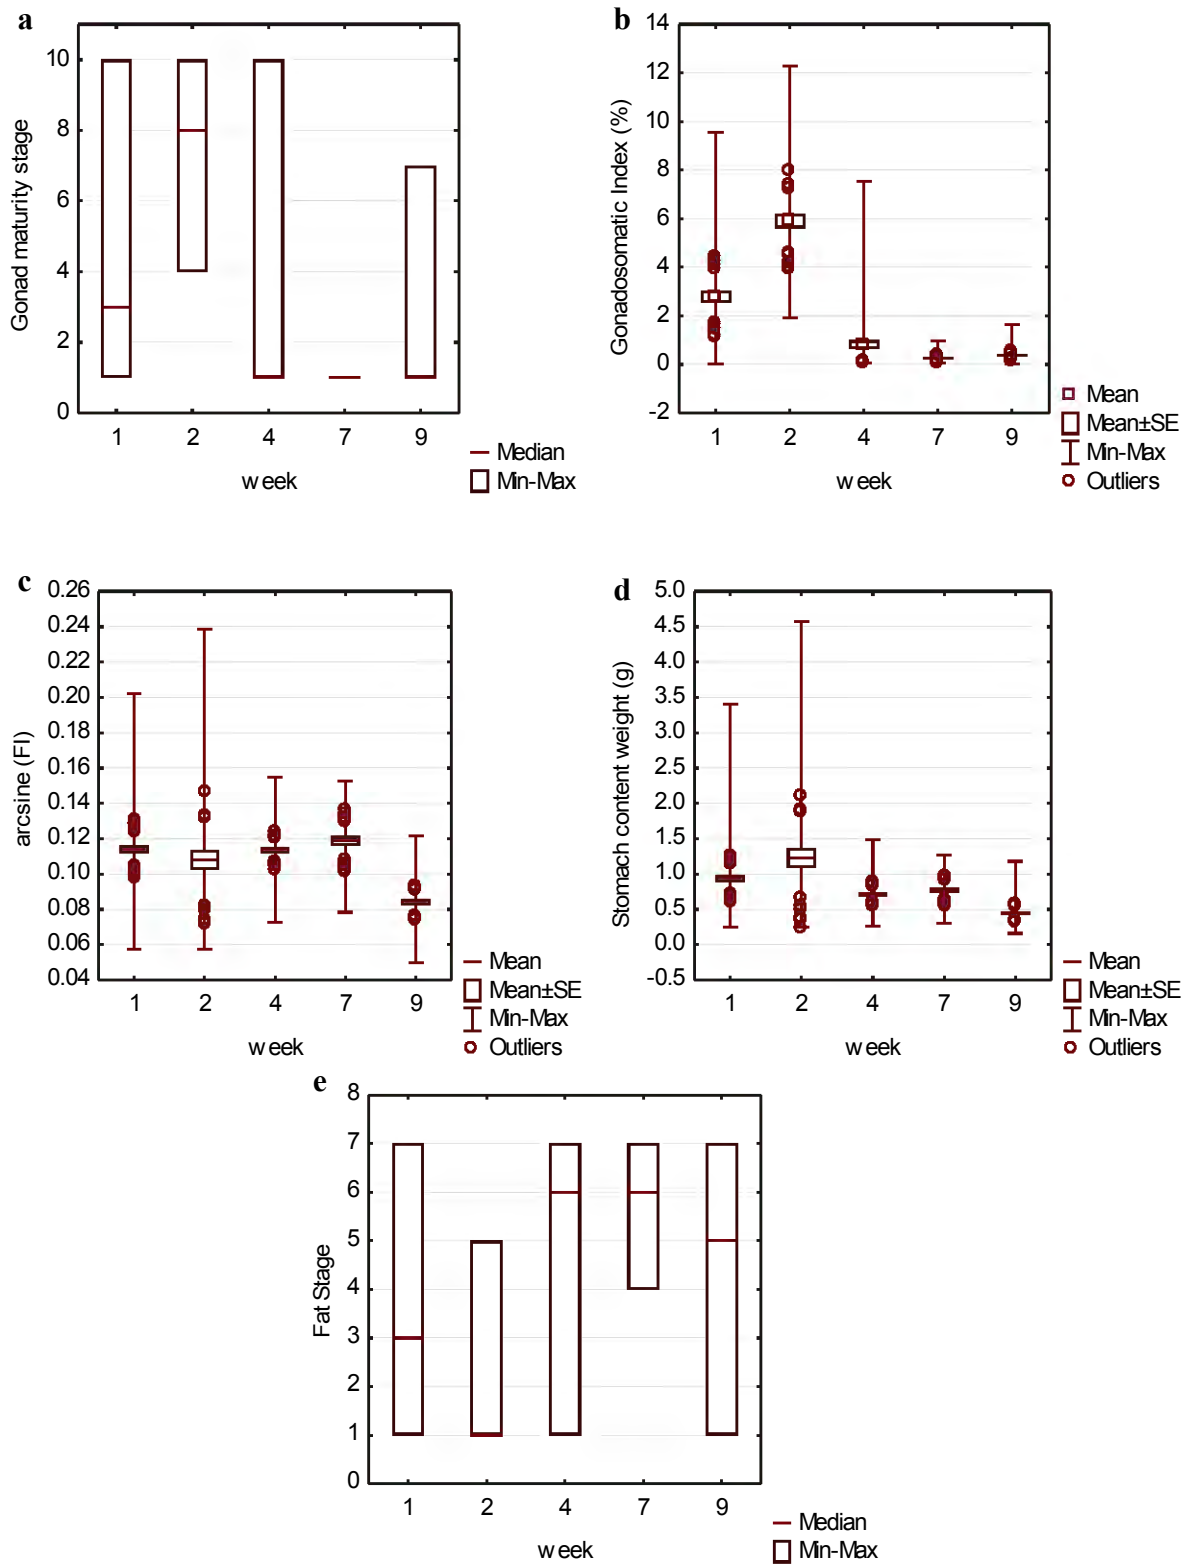 a
Gonad maturity stage
10
8
6
4
2
0
1 2 4 7 9
week
Median
Min-Max
b
Gonadosomatic Index (%)
14
12
10
8
6
4
2
0
-2
1 2 4 7 9
week
Mean
Mean±SE
Min-Max
Outliers
c
arcsine (FI)
0.26
0.24
0.22
0.20
0.18
0.16
0.14
0.12
0.10
0.08
0.06
0.04
1 2 4 7 9
week
Mean
Mean±SE
Min-Max
Outliers
d
Stomach content weight (g)
5.0
4.5
4.0
3.5
3.0
2.5
2.0
1.5
1.0
0.5
0.0
-0.5
1 2 4 7 9
week
Mean
Mean±SE
Min-Max
Outliers
e
Fat Stage
8
7
6
5
4
3
2
1
0
1 2 4 7 9
week
Median
Min-Max